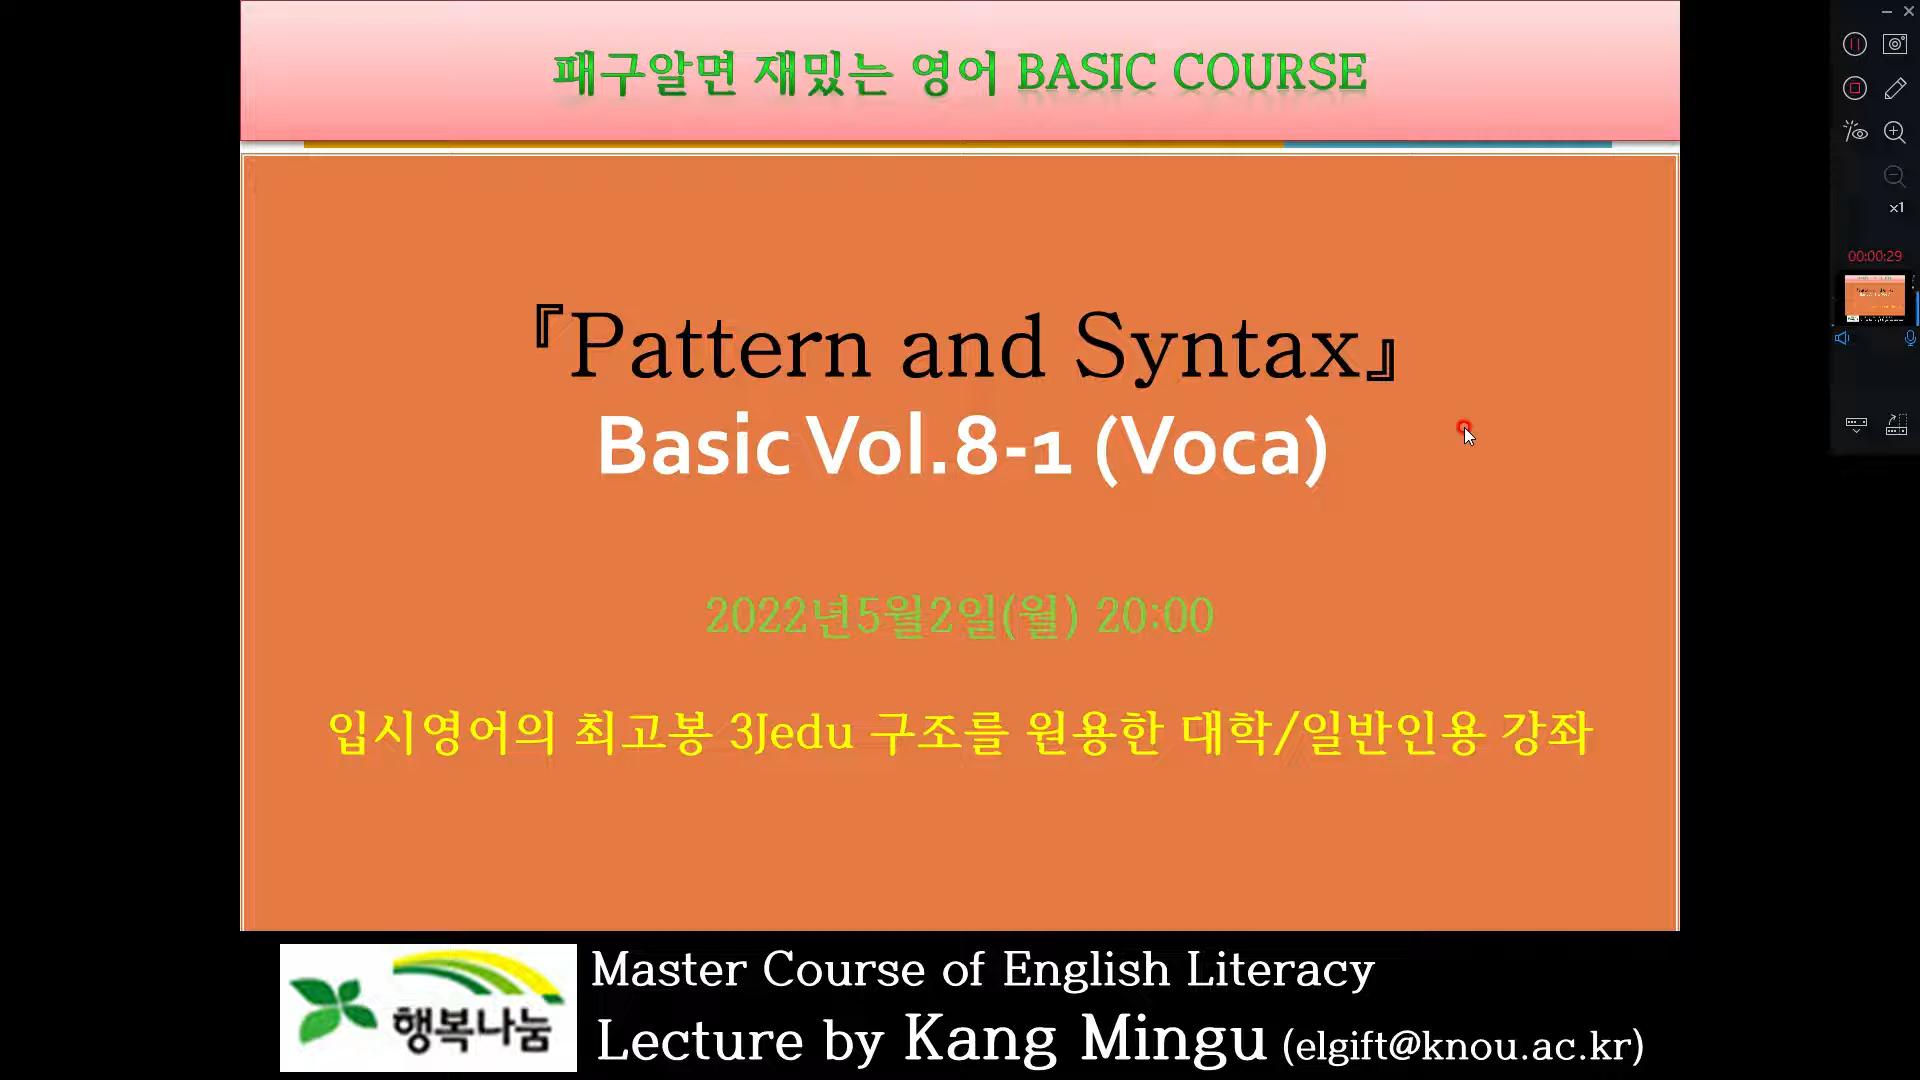 패구알면 재밌는 영어 BASIC COURSE
『Pattern and Syntax』
Basic Vol.8-1 (Voca)
2022년5월2일(월) 20:00
입시영어의 최고봉 3Jedu 구조를 원용한 대학/일반인용 강좌
행복나눔
Master Course of English Literacy
Lecture by Kang Mingu (elgift@knou.ac.kr)
x1
00:00:29